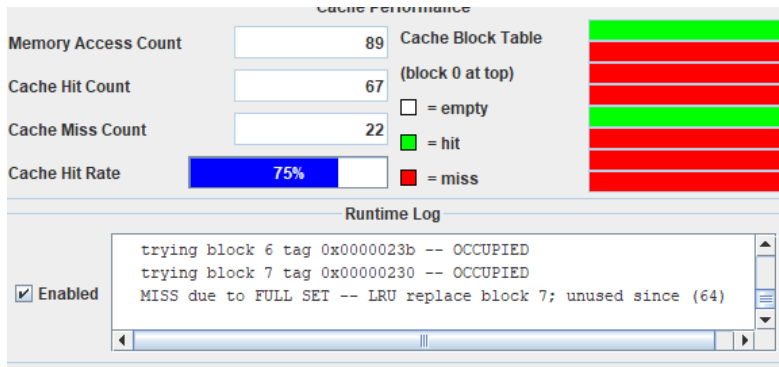 Cache Performance
Memory Access Count 89
Cache Block Table
(block 0 at top)
Cache Hit Count 67
= empty
Cache Miss Count 22
= hit
Cache Hit Rate 75%
= miss
Runtime Log
Enabled
trying block 6 tag 0x0000023b -- OCCUPIED
trying block 7 tag 0x00000230 -- OCCUPIED
MISS due to FULL SET -- LRU replace block 7; unused since (64)